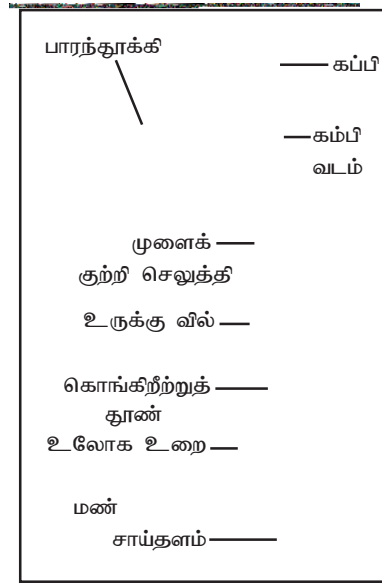 பாரந்தூக்கி
கப்பி
கம்பி
வடம்
முளைக்
குற்றி செலுத்தி
உருக்கு வில்
கொங்கிறீற்றுத்
தூண்
உலோக உறை
மண்
சாய்தளம்